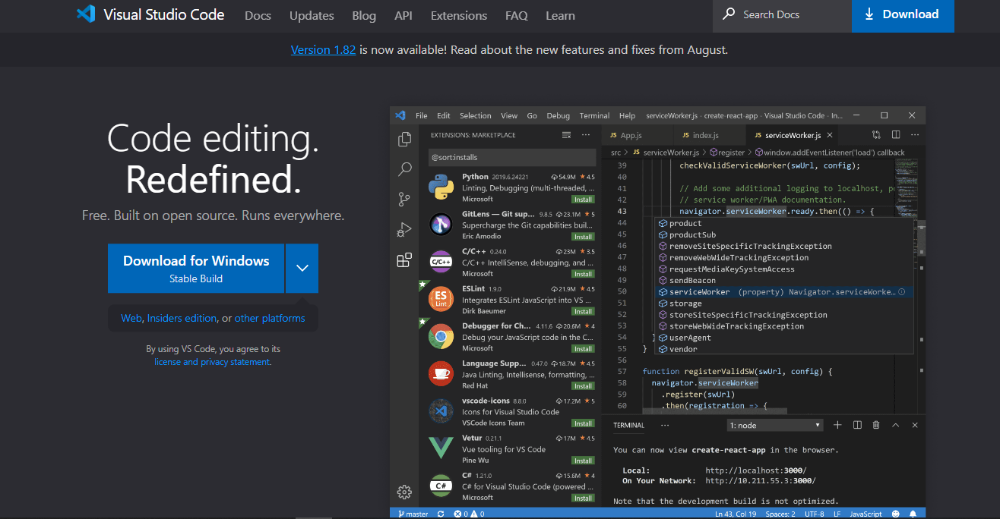 Visual Studio Code Docs Updates Blog API Extensions FAQ Learn Search Docs Download
Version 1.82 is now available! Read about the new features and fixes from August.
Code editing.
Redefined.
Free. Built on open source. Runs everywhere.
Download for Windows
Stable Build
Web, Insiders edition, or other platforms
By using VS Code, you agree to its
license and privacy statement.
File Edit Selection View Go Debug Terminal Help serviceWorker.js - create-react-app - Visual Studio Code - In...
EXTENSIONS: MARKETPLACE
@sort:installs
Python 2019.6.24221 54.9M ★ 4.5
Linting, Debugging (multi-threaded, ...
Microsoft Install
GitLens — Git sup... 9.8.5 23.1M ★ 5
Supercharge the Git capabilities buil...
Eric Amodio Install
C/C++
C/C++ 0.24.0 23M ★ 3.5
C/C++ IntelliSense, debugging, and ...
Microsoft Install
ES
Lint
ESLint 1.9.0 21.9M ★ 4.5
Integrates ESLint JavaScript into VS ...
Dirk Baeumer Install
Debugger for Ch... 4.11.6 20.6M ★ 4
Debug your JavaScript code in the C...
Microsoft Install
Language Supp... 0.47.0 18.7M ★ 4.5
Java Linting, Intellisense, formatting, ...
Red Hat Install
vscode-icons 8.8.0 17.2M ★ 5
Icons for Visual Studio Code
VSCode Icons Team Install
Vetur 0.21.1 17M ★ 4.5
Vue tooling for VS Code
Pine Wu Install
C#
C# 1.21.0 15.6M ★ 4
C# for Visual Studio Code (powered ...
Microsoft Install
JS App.js JS index.js JS serviceWorker.js
src > JS serviceWorker.js > register > window.addEventListener('load') callback
39 checkValidServiceWorker(swUrl, config);
40
41 // Add some additional logging to localhost, p
42 // service worker/PWA documentation.
43 navigator.serviceWorker.ready.then(() => {
44 product
45 productSub
46 removeSiteSpecificTrackingException
47 removeWebWideTrackingException
48 requestMediaKeySystemAccess
49 sendBeacon
50 serviceWorker (property) Navigator.serviceWorke...
51 storage
52 storeSiteSpecificTrackingException
53 storeWebWideTrackingException
54 } userAgent
55 } vendor
56
57 function registerValidSW(swUrl, config) {
58 navigator.serviceWorker
59 .register(swUrl)
60 .then(registration => {
TERMINAL ... 1: node
You can now view create-react-app in the browser.
Local: http://localhost:3000/
On Your Network: http://10.211.55.3:3000/
Note that the development build is not optimized.
master 0 0 Ln 43, Col 19 Spaces: 2 UTF-8 LF JavaScript